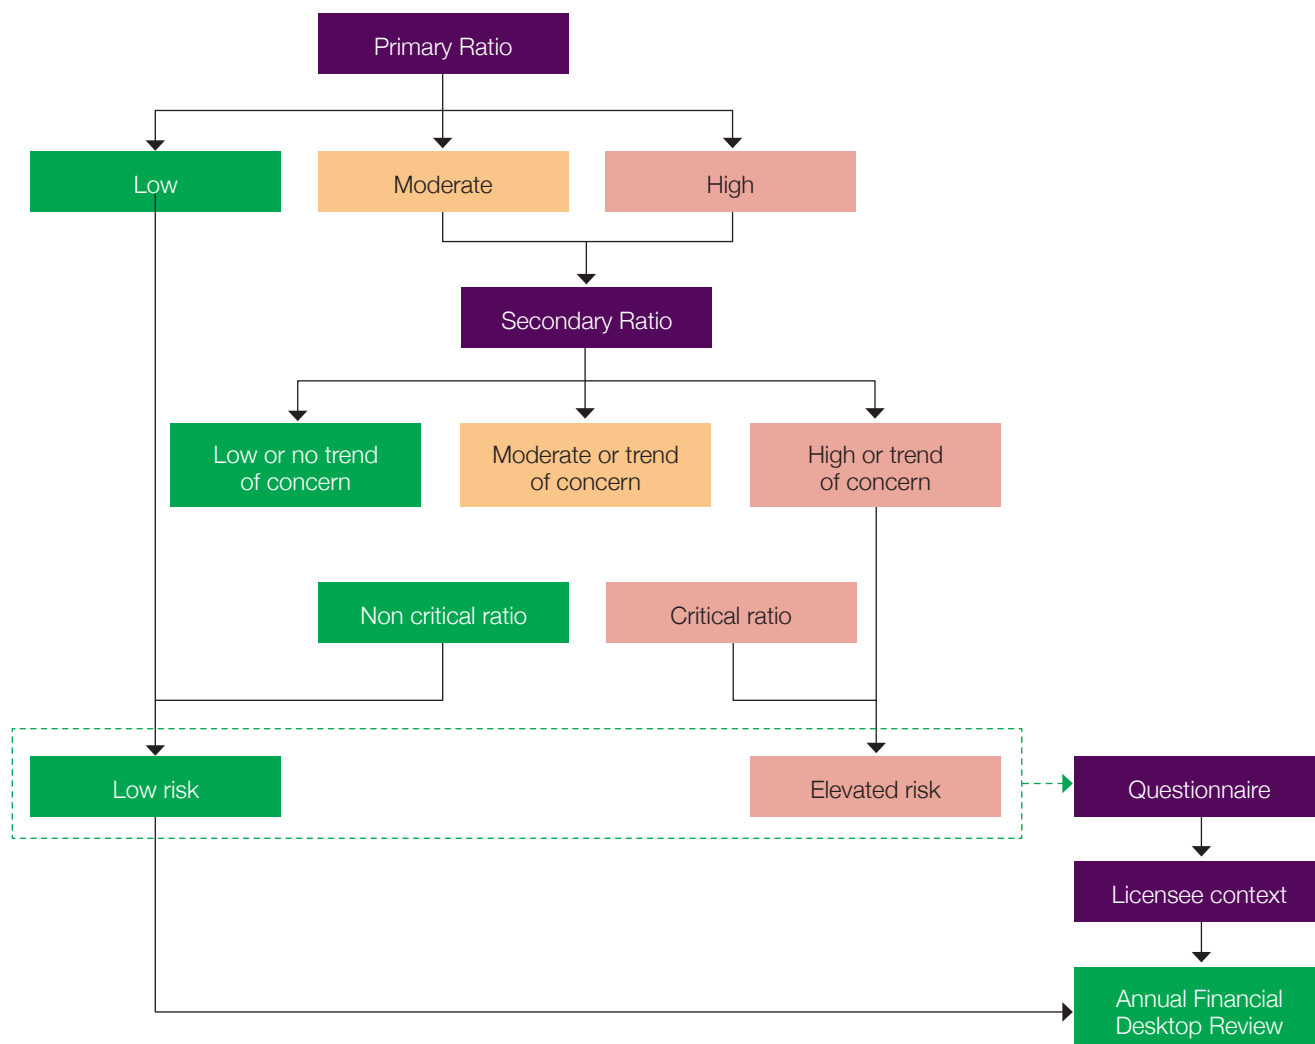 Primary Ratio
Low
Moderate
High
Secondary Ratio
Low or no trend
of concern
Moderate or trend
of concern
High or trend
of concern
Non critical ratio
Critical ratio
Low risk
Elevated risk
Questionnaire
Licensee context
Annual Financial
Desktop Review